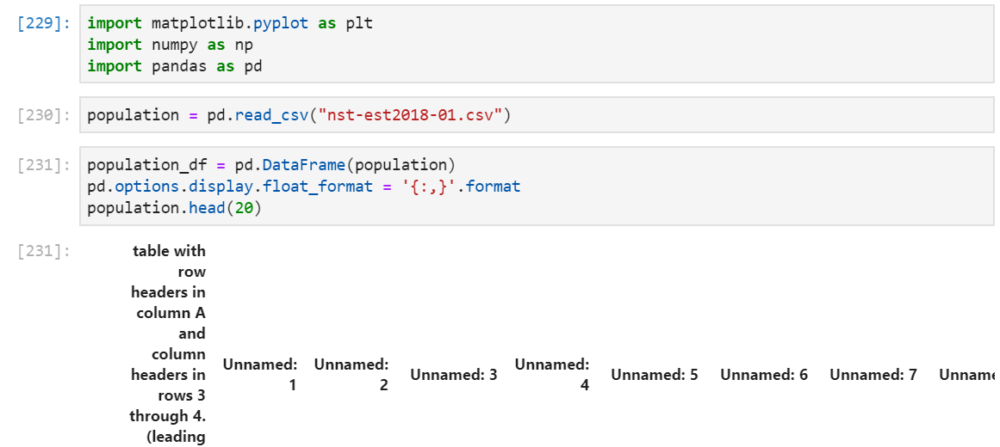 [229]: import matplotlib.pyplot as plt
import numpy as np
import pandas as pd
[230]: population = pd.read_csv("nst-est2018-01.csv")
[231]: population_df = pd.DataFrame(population)
pd.options.display.float_format = '{:,}'.format
population.head(20)
[231]: table with
row
headers in
column A
and
column
headers in
rows 3
through 4.
(leading
Unnamed: 1
Unnamed: 2
Unnamed: 3
Unnamed: 4
Unnamed: 5
Unnamed: 6
Unnamed: 7
Unname